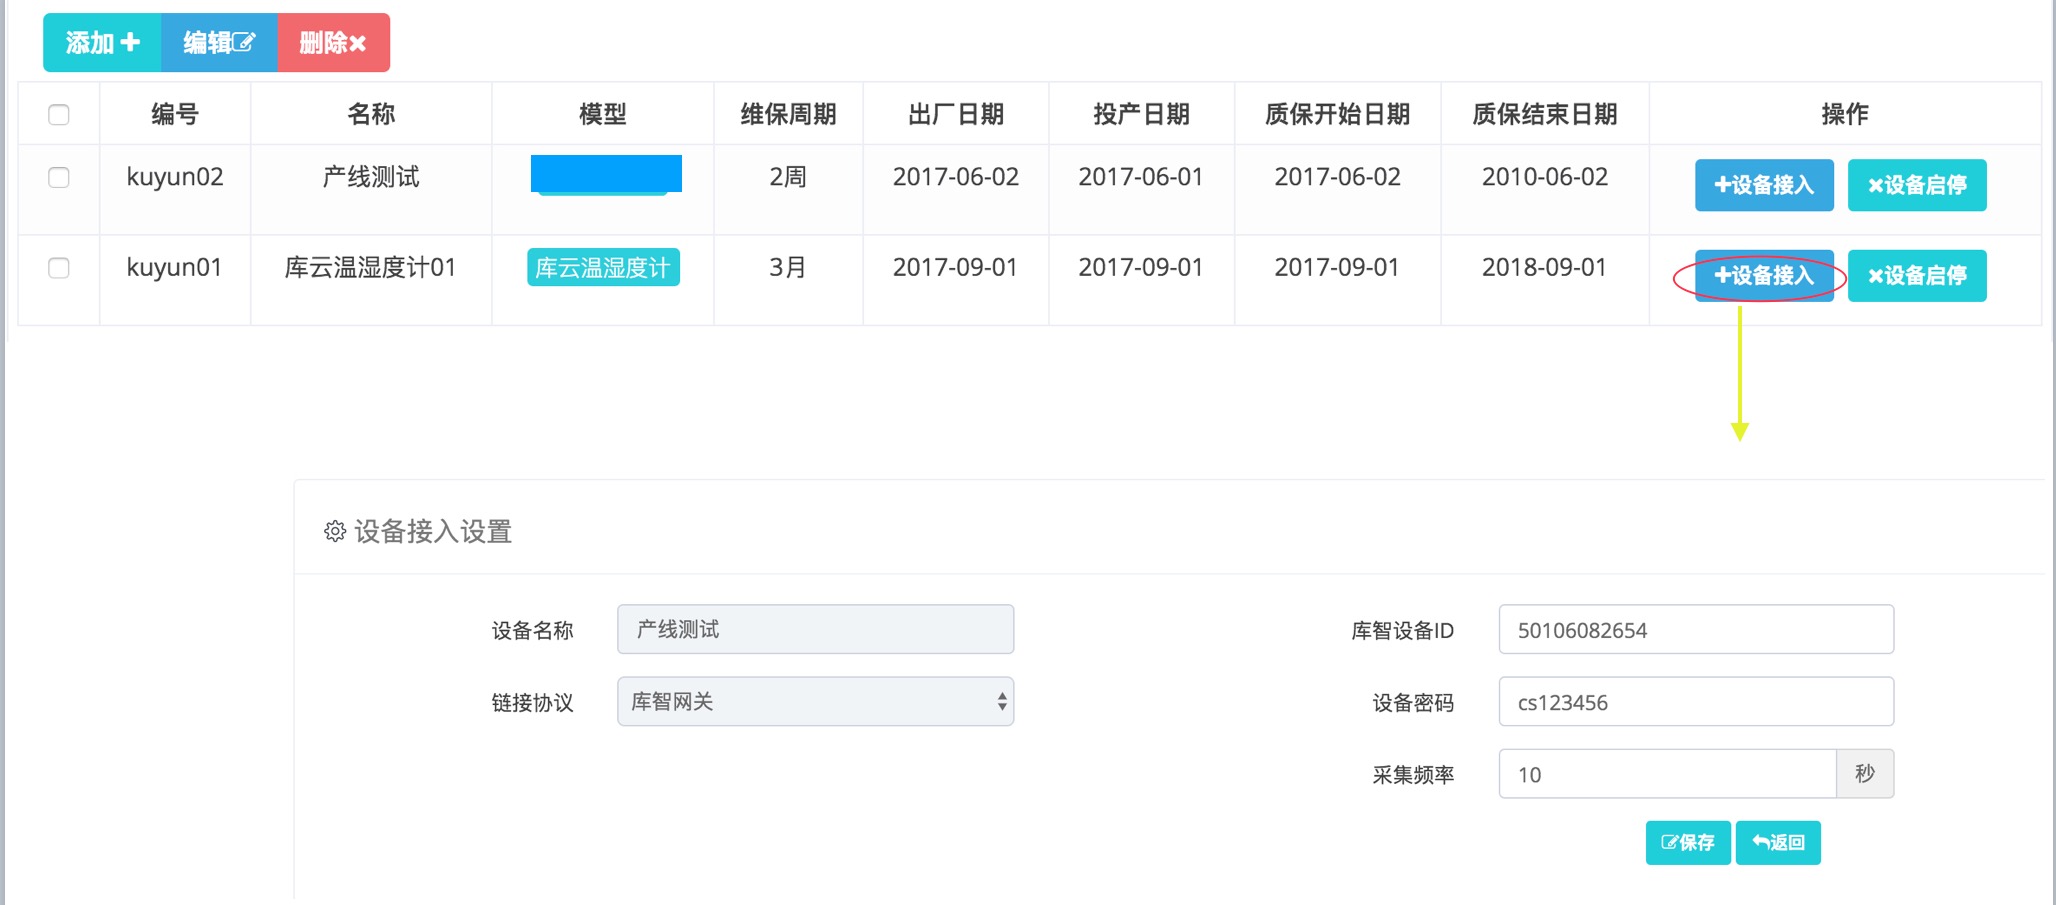 添加 编辑 删除
编号 名称 模型 维保周期 出厂日期 投产日期 质保开始日期 质保结束日期 操作
kuyun02 产线测试 2周 2017-06-02 2017-06-01 2017-06-02 2010-06-02 设备接入 设备启停
kuyun01 库云温湿度计01 库云温湿度计 3月 2017-09-01 2017-09-01 2017-09-01 2018-09-01 设备接入 设备启停
设备接入设置
设备名称 产线测试 库智设备ID 50106082654
链接协议 库智网关 设备密码 cs123456
采集频率 10 秒
保存 返回